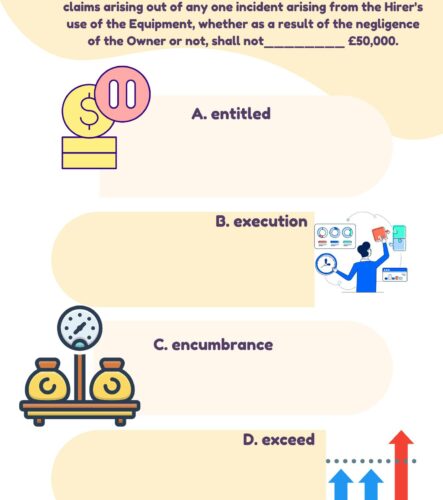 claims arising out of any one incident arising from the Hirer's
use of the Equipment, whether as a result of the negligence
of the Owner or not, shall not________ £50,000.
A. entitled
B. execution
C. encumbrance
D. exceed